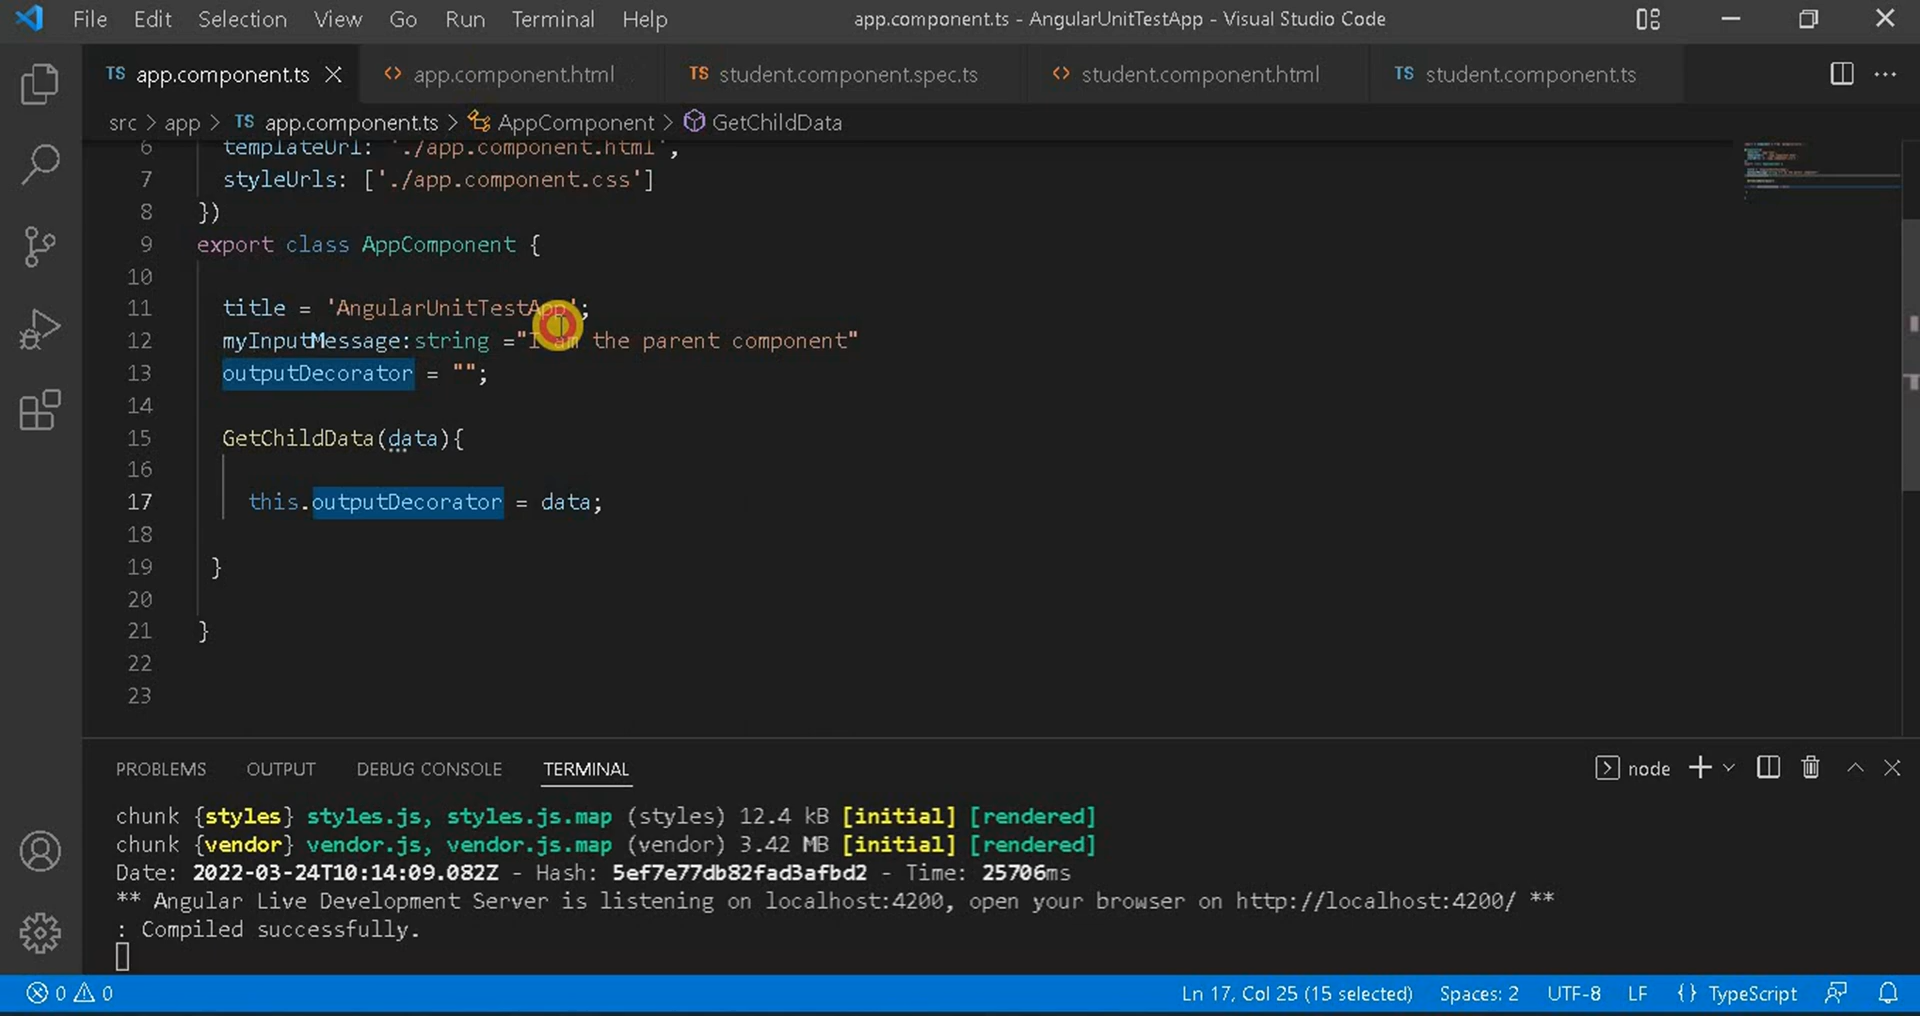 File Edit Selection View Go Run Terminal Help app.component.ts - AngularUnitTestApp - Visual Studio Code
TS app.component.ts <> app.component.html TS student.component.spec.ts <> student.component.html TS student.component.ts ...
src > app > TS app.component.ts > AppComponent > GetChildData
6 templateUrl: './app.component.html',
7 styleUrls: ['./app.component.css']
8 })
9 export class AppComponent {
10
11 title = 'AngularUnitTestApp';
12 myInputMessage:string ="I am the parent component"
13 outputDecorator = "";
14
15 GetChildData(data){
16
17 this.outputDecorator = data;
18
19 }
20
21 }
22
23
PROBLEMS OUTPUT DEBUG CONSOLE TERMINAL node
chunk {styles} styles.js, styles.js.map (styles) 12.4 kB [initial] [rendered]
chunk {vendor} vendor.js, vendor.js.map (vendor) 3.42 MB [initial] [rendered]
Date: 2022-03-24T10:14:09.082Z - Hash: 5ef7e77db82fad3afbd2 - Time: 25706ms
** Angular Live Development Server is listening on localhost:4200, open your browser on http://localhost:4200/ **
: Compiled successfully.
0 0 Ln 17, Col 25 (15 selected) Spaces: 2 UTF-8 LF {} TypeScript